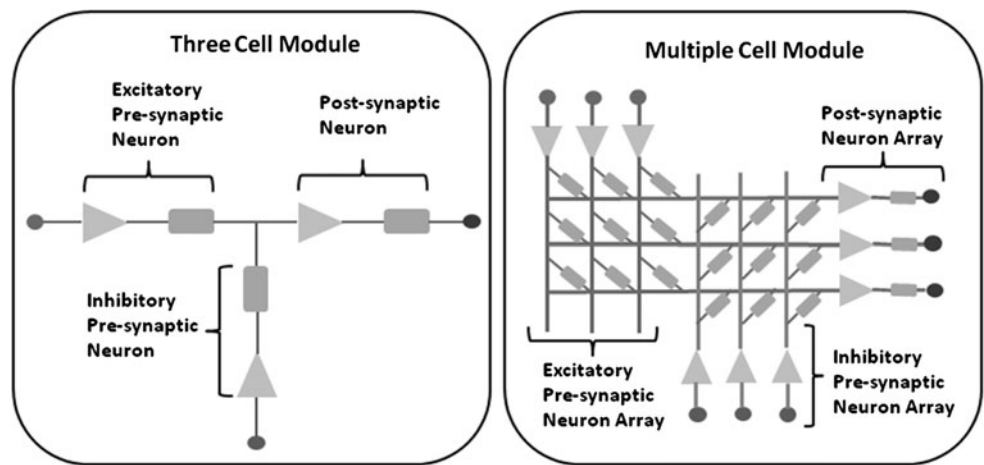 Three Cell Module
Excitatory
Pre-synaptic
Neuron
Post-synaptic
Neuron
Inhibitory
Pre-synaptic
Neuron
Multiple Cell Module
Post-synaptic
Neuron Array
Excitatory
Pre-synaptic
Neuron Array
Inhibitory
Pre-synaptic
Neuron Array